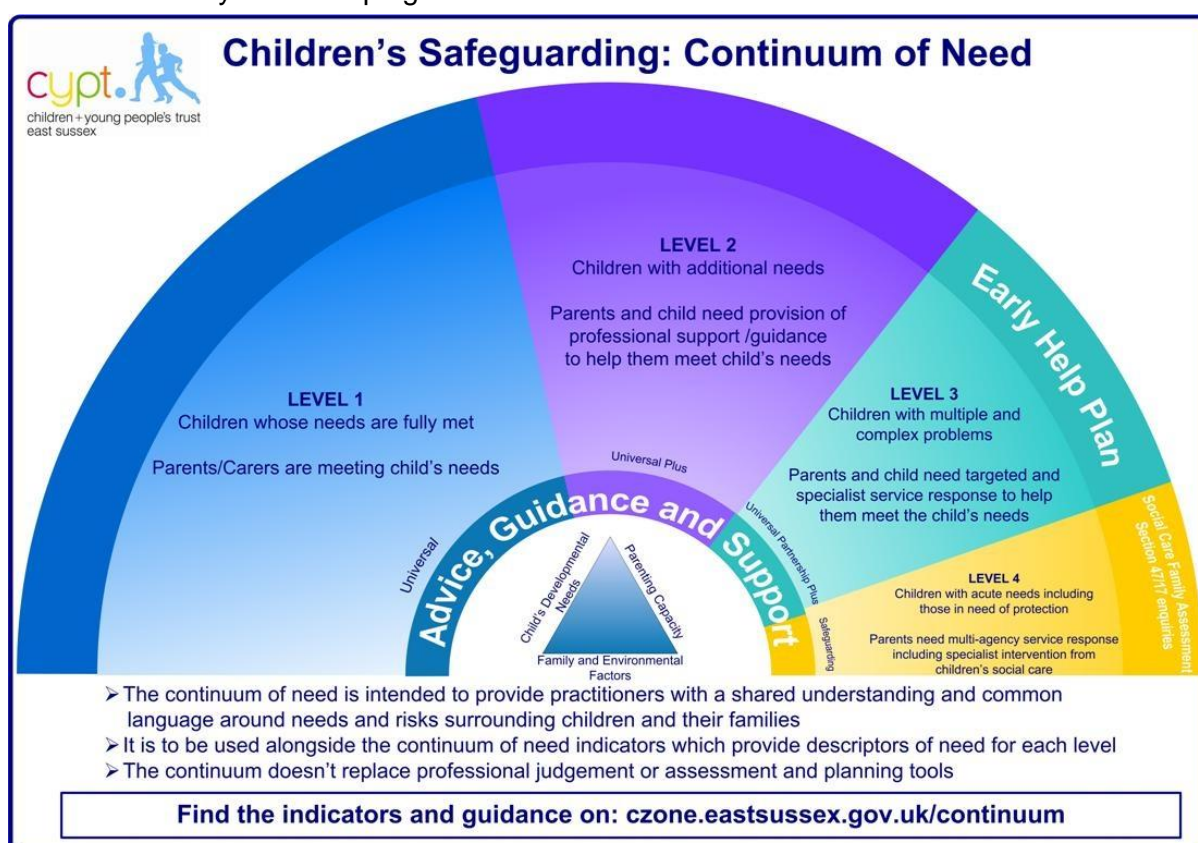 Children's Safeguarding: Continuum of Need
cypt.
children + young people's trust
east sussex
LEVEL 1
Children whose needs are fully met
Parents/Carers are meeting child's needs
LEVEL 2
Children with additional needs
Parents and child need provision of
professional support /guidance
to help them meet child's needs
LEVEL 3
Children with multiple and
complex problems
Parents and child need targeted and
specialist service response to help
them meet the child's needs
LEVEL 4
Children with acute needs including
those in need of protection
Parents need multi-agency service response
including specialist intervention from
children's social care
Early Help Plan
Social Care Family Assessment
Section 47/17 enquiries
Universal
Universal Plus
Universal Partnership Plus
Safeguarding
Advice, Guidance and Support
Child's Developmental
Needs
Parenting Capacity
Family and Environmental
Factors
➢ The continuum of need is intended to provide practitioners with a shared understanding and common
language around needs and risks surrounding children and their families
➢ It is to be used alongside the continuum of need indicators which provide descriptors of need for each level
➢ The continuum doesn't replace professional judgement or assessment and planning tools
Find the indicators and guidance on: czone.eastsussex.gov.uk/continuum